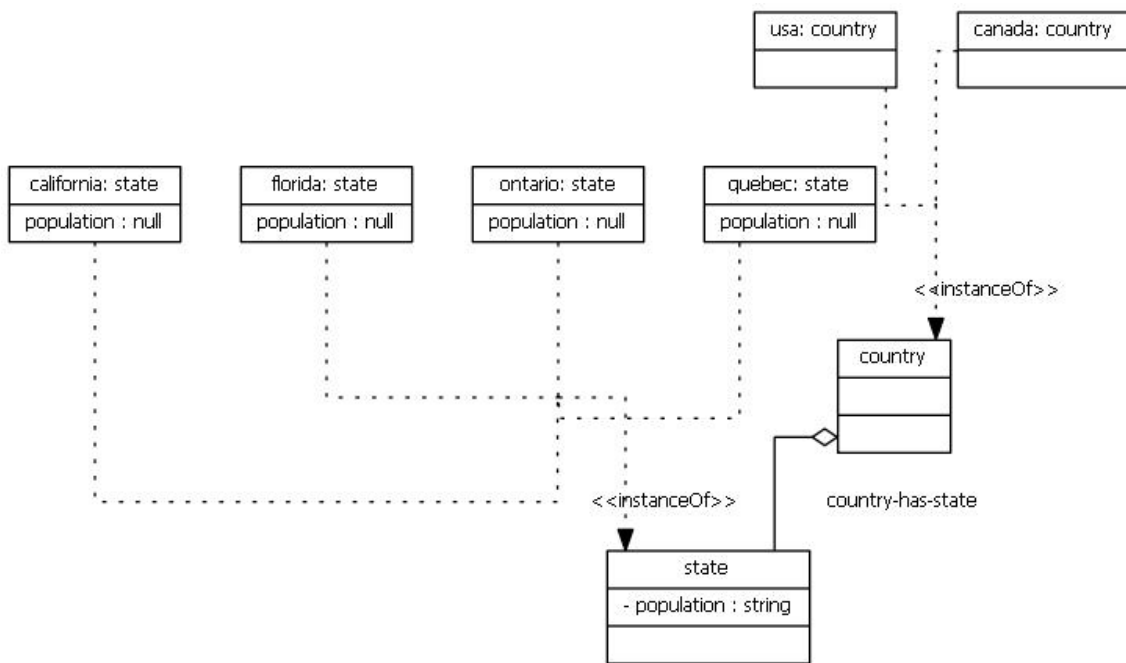 usa: country
canada: country
california: state
population : null
florida: state
population : null
ontario: state
population : null
quebec: state
population : null
<<instanceOf>>
country
<<instanceOf>>
country-has-state
state
- population : string